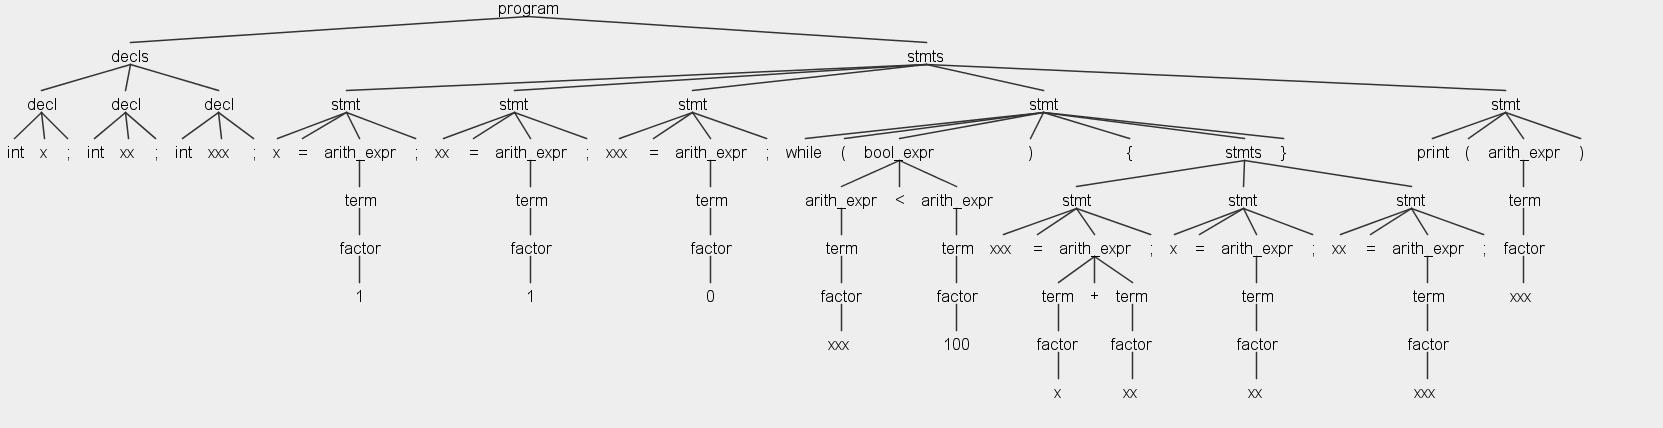 program
decls stmts
decl decl decl stmt stmt stmt stmt stmt
int x ; int xx ; int xxx ; x = arith_expr ; xx = arith_expr ; xxx = arith_expr ; while ( bool_expr ) { stmts } print ( arith_expr )
term term term arith_expr < arith_expr stmt stmt stmt term
factor factor factor term term xxx = arith_expr ; x = arith_expr ; xx = arith_expr ; factor
1 1 0 factor factor term + term term term xxx
xxx 100 factor factor factor factor
x xx xx xxx